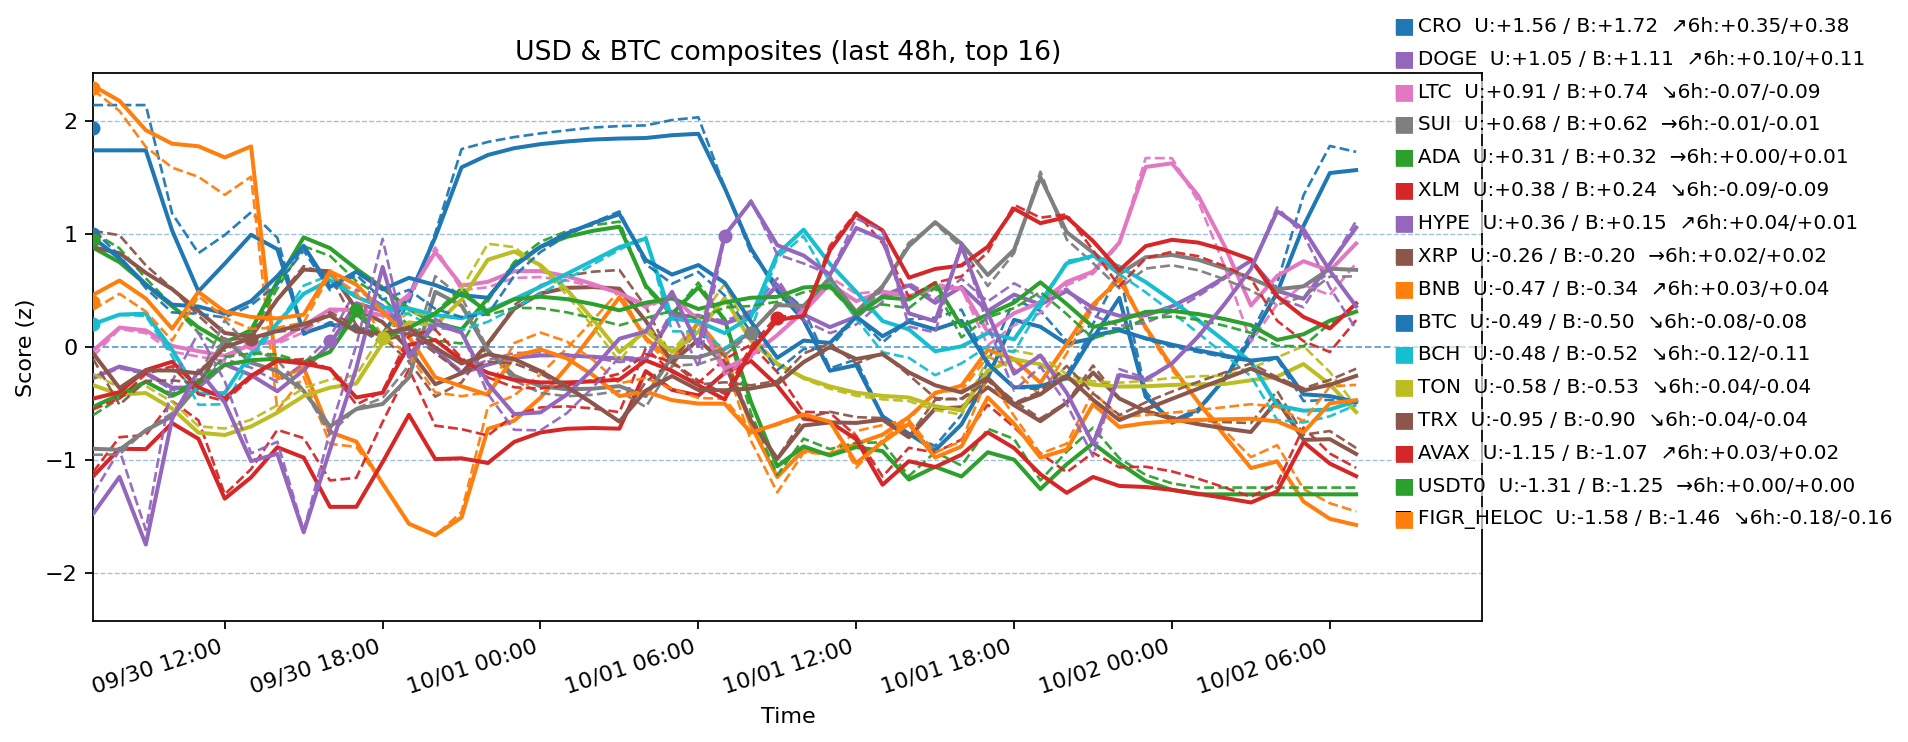 USD & BTC composites (last 48h, top 16)
CRO U:+1.56 / B:+1.72 ↗6h:+0.35/+0.38
DOGE U:+1.05 / B:+1.11 ↗6h:+0.10/+0.11
LTC U:+0.91 / B:+0.74 ↘6h:-0.07/-0.09
SUI U:+0.68 / B:+0.62 →6h:-0.01/-0.01
ADA U:+0.31 / B:+0.32 →6h:+0.00/+0.01
XLM U:+0.38 / B:+0.24 ↘6h:-0.09/-0.09
HYPE U:+0.36 / B:+0.15 ↗6h:+0.04/+0.01
XRP U:-0.26 / B:-0.20 →6h:+0.02/+0.02
BNB U:-0.47 / B:-0.34 ↗6h:+0.03/+0.04
BTC U:-0.49 / B:-0.50 ↘6h:-0.08/-0.08
BCH U:-0.48 / B:-0.52 ↘6h:-0.12/-0.11
TON U:-0.58 / B:-0.53 ↘6h:-0.04/-0.04
TRX U:-0.95 / B:-0.90 ↘6h:-0.04/-0.04
AVAX U:-1.15 / B:-1.07 ↗6h:+0.03/+0.02
USDT0 U:-1.31 / B:-1.25 →6h:+0.00/+0.00
FIGR_HELOC U:-1.58 / B:-1.46 ↘6h:-0.18/-0.16
Score (z)
2
1
0
−1
−2
09/30 12:00
09/30 18:00
10/01 00:00
10/01 06:00
10/01 12:00
10/01 18:00
10/02 00:00
10/02 06:00
Time